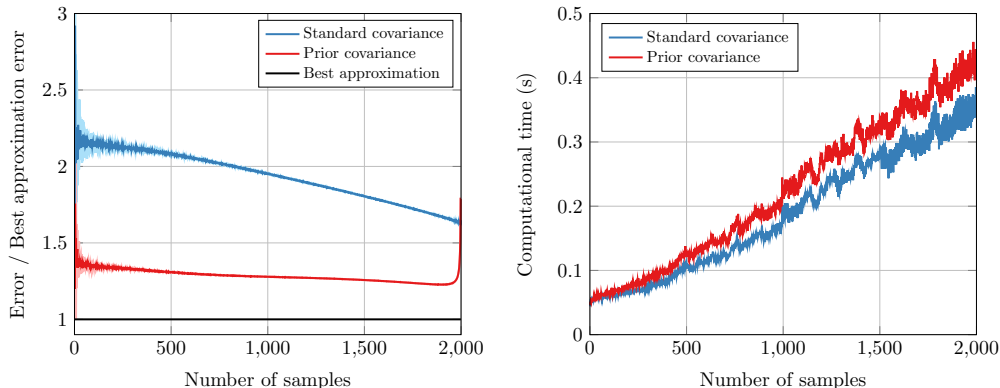 3
2.5
2
1.5
1
0
500
1,000
1,500
2,000
Number of samples
Error / Best approximation error
Standard covariance
Prior covariance
Best approximation
0.5
0.4
0.3
0.2
0.1
0
0
500
1,000
1,500
2,000
Number of samples
Computational time (s)
Standard covariance
Prior covariance